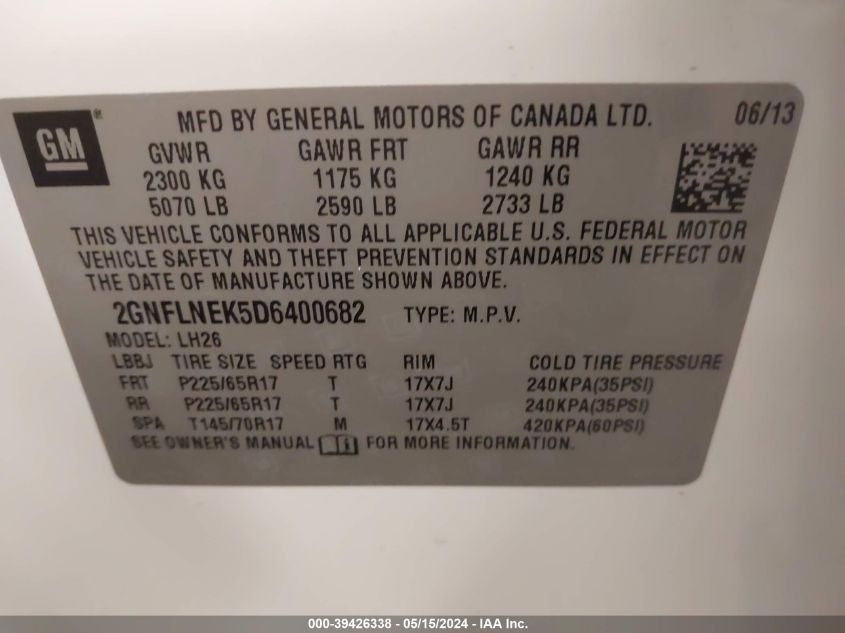 GM® MFD BY GENERAL MOTORS OF CANADA LTD. 06/13
GVWR GAWR FRT GAWR RR
2300 KG 1175 KG 1240 KG
5070 LB 2590 LB 2733 LB
THIS VEHICLE CONFORMS TO ALL APPLICABLE U.S. FEDERAL MOTOR
VEHICLE SAFETY AND THEFT PREVENTION STANDARDS IN EFFECT ON
THE DATE OF MANUFACTURE SHOWN ABOVE.
2GNFLNEK5D6400682 TYPE: M.P.V.
MODEL: LH26
LBBJ TIRE SIZE SPEED RTG RIM COLD TIRE PRESSURE
FRT P225/65R17 T 17X7J 240KPA(35PSI)
RR P225/65R17 T 17X7J 240KPA(35PSI)
SPA T145/70R17 M 17X4.5T 420KPA(60PSI)
SEE OWNER'S MANUAL FOR MORE INFORMATION.
000-39426338 - 05/15/2024 - IAA Inc.